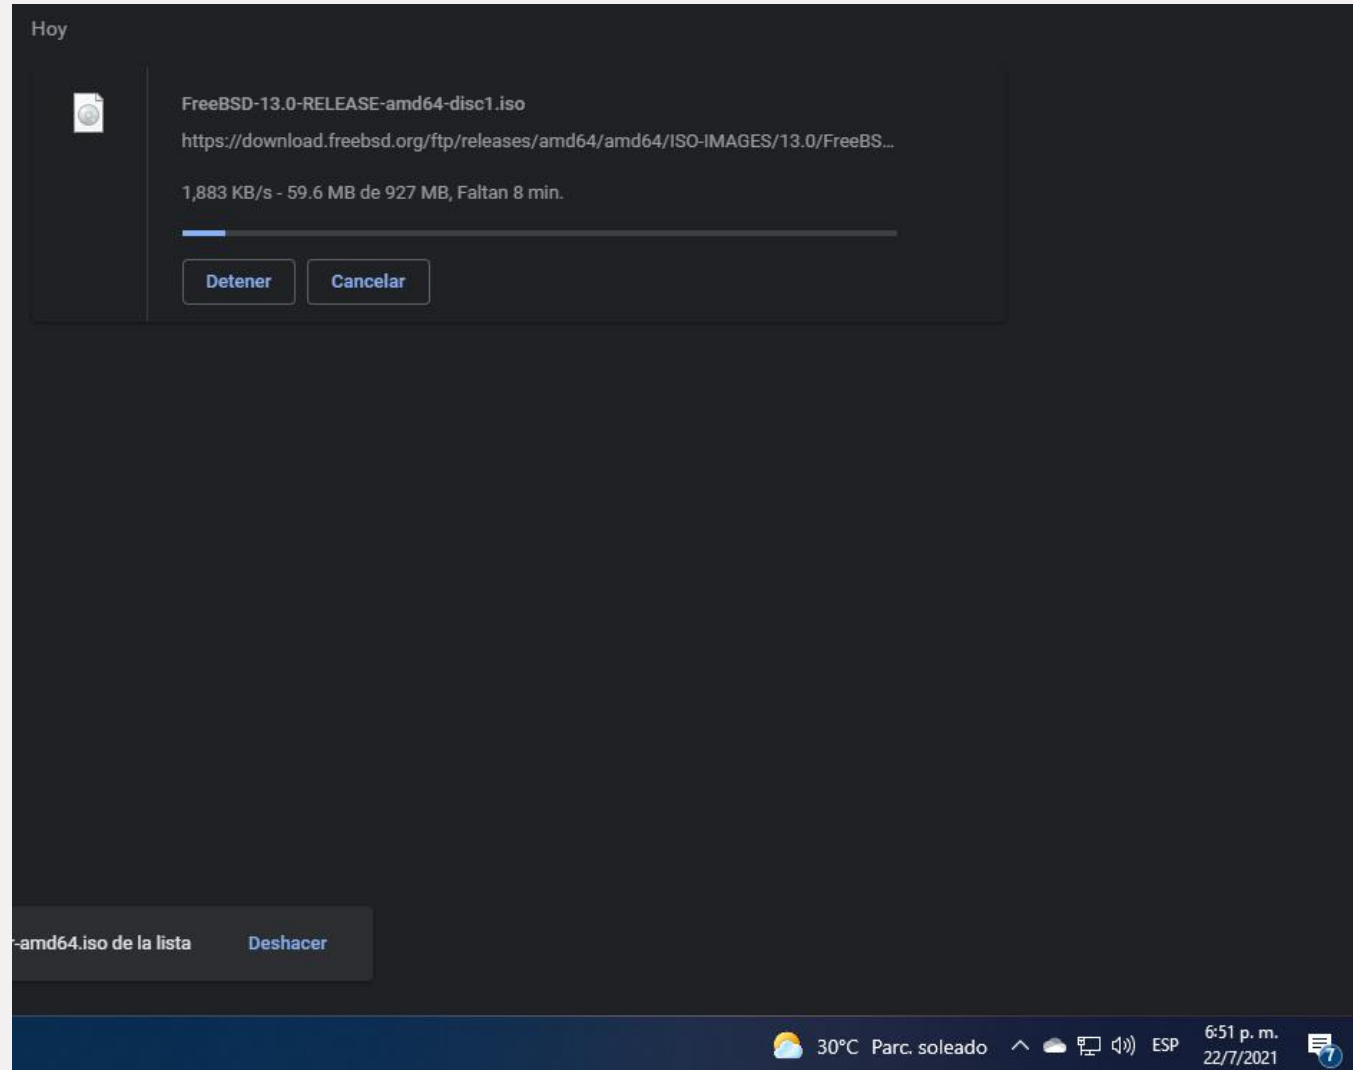 Hoy
FreeBSD-13.0-RELEASE-amd64-disc1.iso
https://download.freebsd.org/ftp/releases/amd64/amd64/ISO-IMAGES/13.0/FreeBS...
1,883 KB/s - 59.6 MB de 927 MB, Faltan 8 min.
Detener Cancelar
-amd64.iso de la lista Deshacer
30°C Parc. soleado ESP 6:51 p. m.
22/7/2021
7